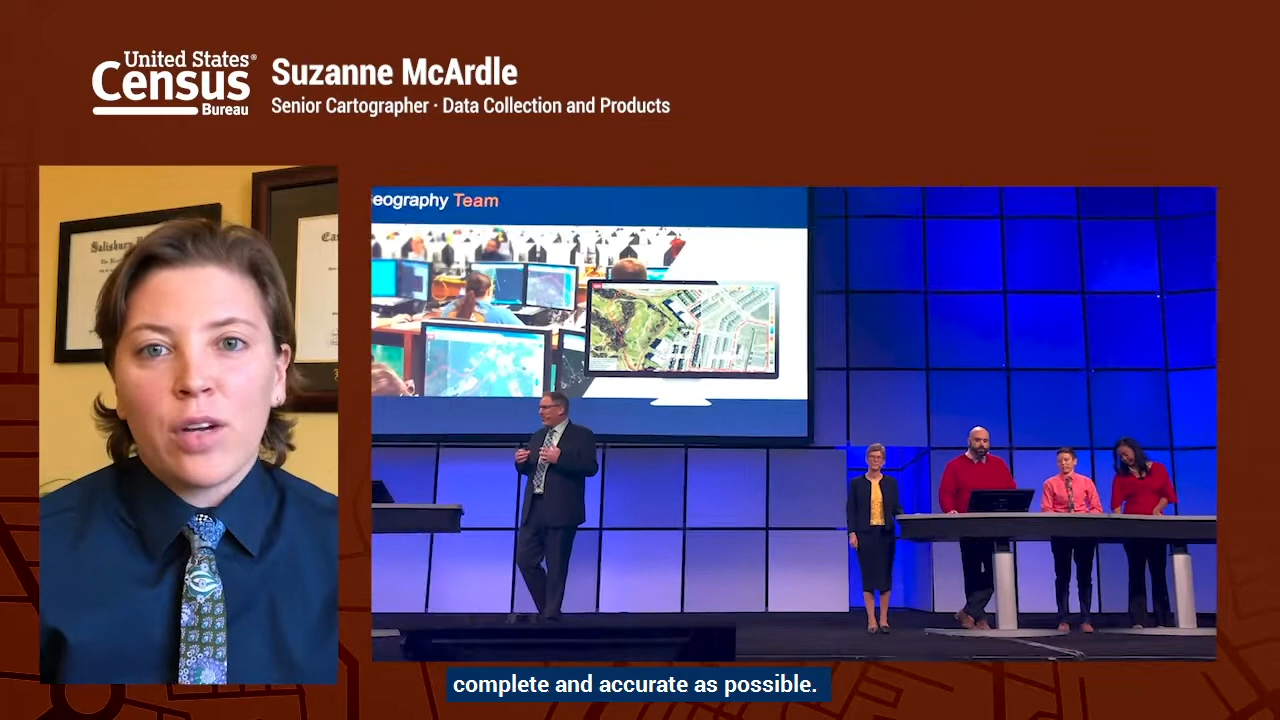 United States®
Census
Bureau
Suzanne McArdle
Senior Cartographer · Data Collection and Products
eography Team
Salisbury
complete and accurate as possible.